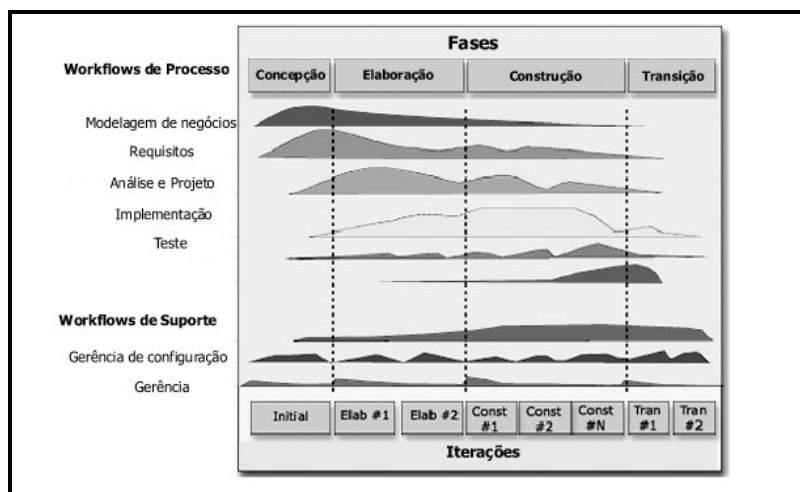 Fases
Workflows de Processo
Concepção Elaboração Construção Transição
Modelagem de negócios
Requisitos
Análise e Projeto
Implementação
Teste
Workflows de Suporte
Gerência de configuração
Gerência
Initial Elab #1 Elab #2 Const #1 Const #2 Const #N Tran #1 Tran #2
Iterações